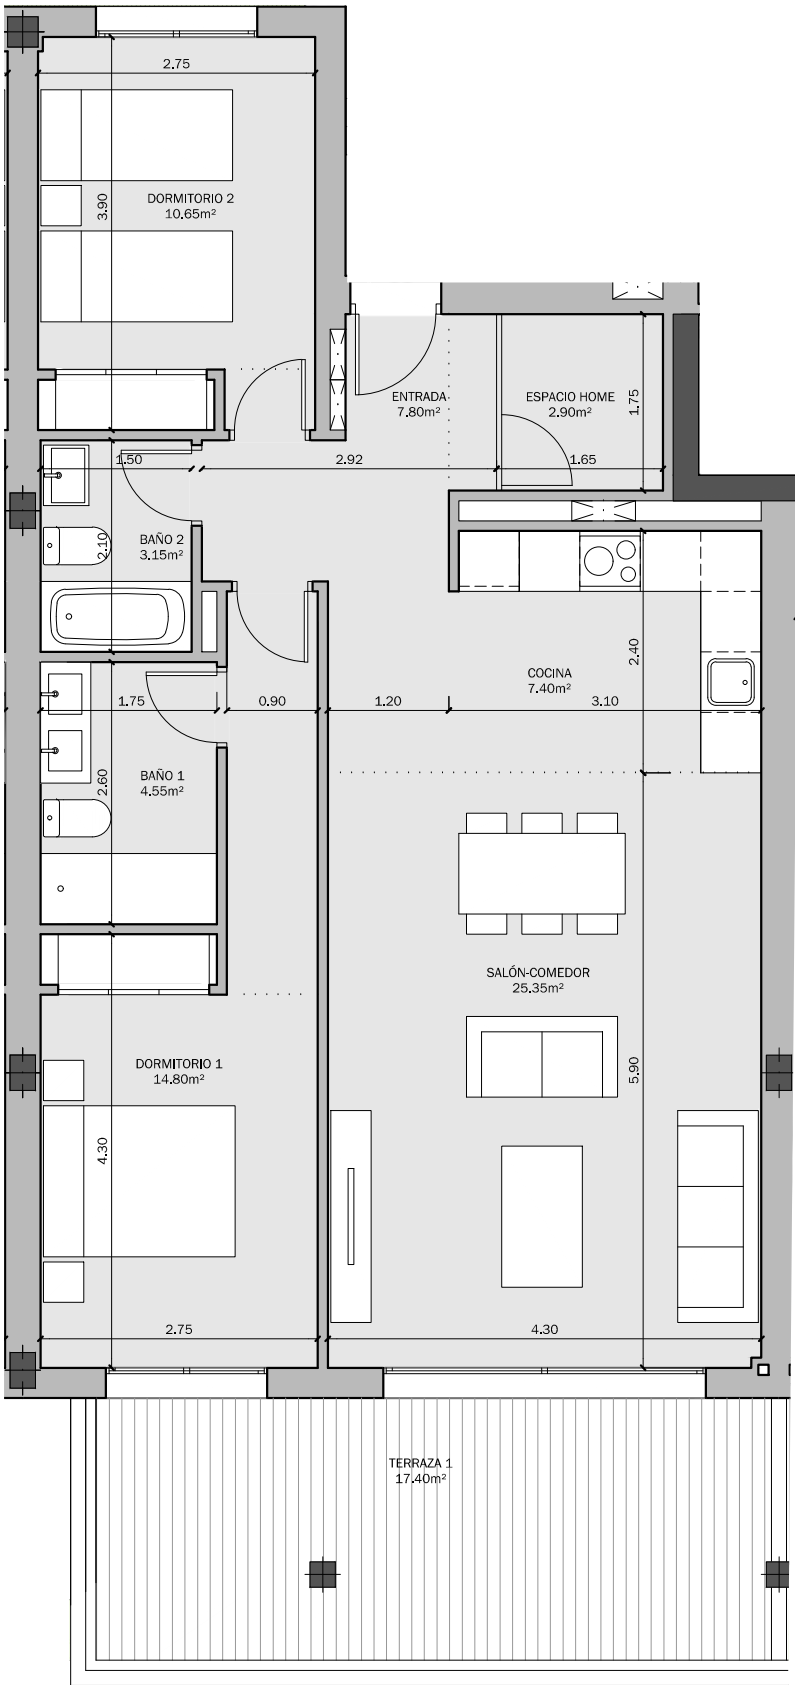 2.75
3.90
DORMITORIO 2
10.65m²
ENTRADA
7.80m²
ESPACIO HOME
2.90m²
1.75
1.50
2.92
1.65
2.10
BAÑO 2
3.15m²
2.40
COCINA
7.40m²
1.75
0.90
1.20
3.10
2.60
BAÑO 1
4.55m²
SALÓN-COMEDOR
25.35m²
DORMITORIO 1
14.80m²
5.90
4.30
2.75
4.30
TERRAZA 1
17.40m²